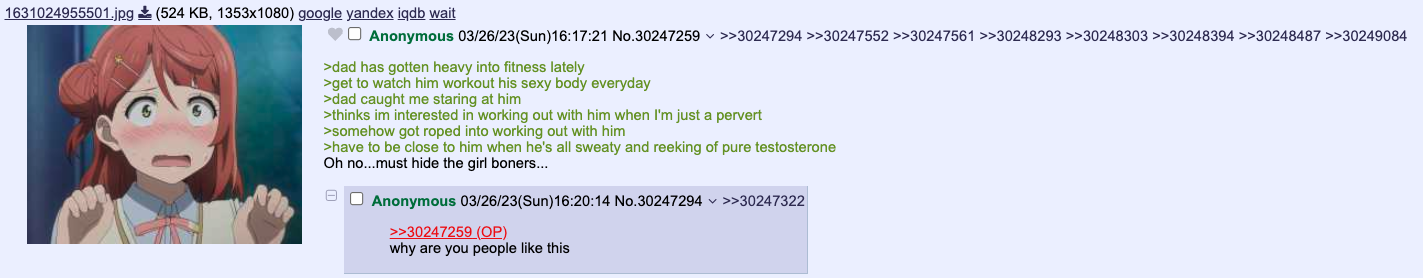 1631024955501.jpg (524 KB, 1353x1080) google yandex iqdb wait
Anonymous 03/26/23(Sun)16:17:21 No.30247259 >>30247294 >>30247552 >>30247561 >>30248293 >>30248303 >>30248394 >>30248487 >>30249084
>dad has gotten heavy into fitness lately
>get to watch him workout his sexy body everyday
>dad caught me staring at him
>thinks im interested in working out with him when I'm just a pervert
>somehow got roped into working out with him
>have to be close to him when he's all sweaty and reeking of pure testosterone
Oh no...must hide the girl boners...
Anonymous 03/26/23(Sun)16:20:14 No.30247294 >>30247322
>>30247259 (OP)
why are you people like this